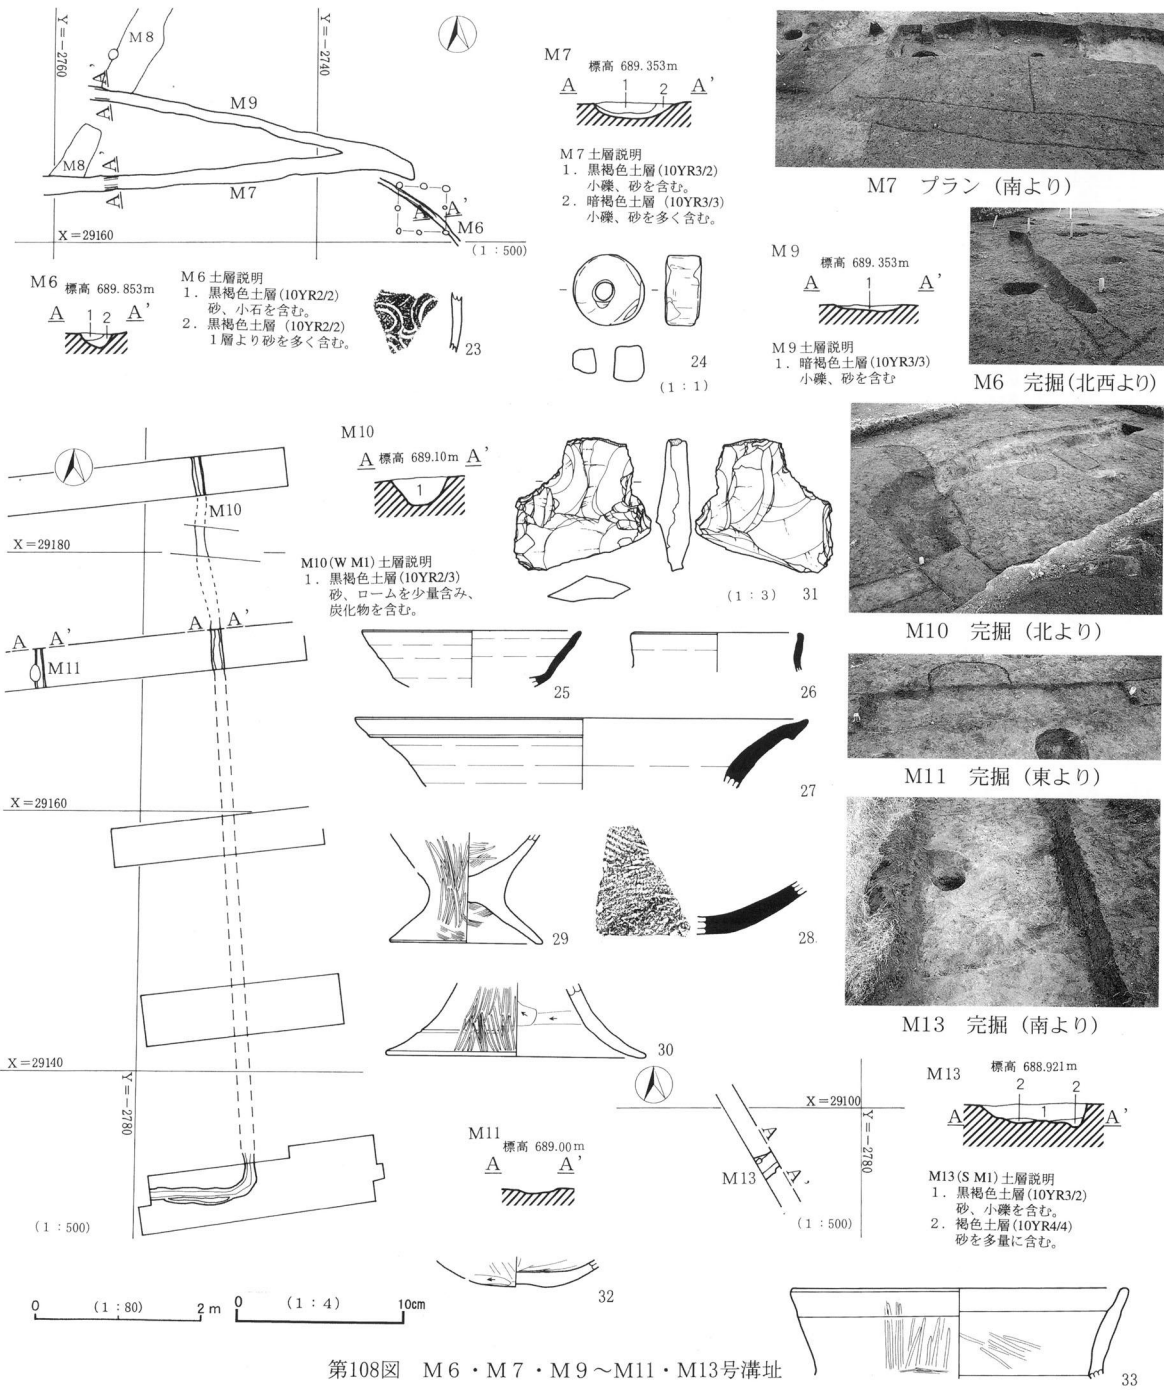 Y=-2760
M8
Y=-2740
A A'
M9
M8
A A'
M7
A A'
M6
X=29160
(1:500)
M6 標高 689.853m
A 1 2 A'
M6土層説明
1. 黒褐色土層(10YR2/2)
砂、小石を含む。
2. 黒褐色土層(10YR2/2)
1層より砂を多く含む。
23
M7
標高 689.353m
A 1 2 A'
M7土層説明
1. 黒褐色土層(10YR3/2)
小礫、砂を含む。
2. 暗褐色土層(10YR3/3)
小礫、砂を多く含む。
24
(1:1)
M7 プラン(南より)
M9
標高 689.353m
A 1 A'
M9土層説明
1. 暗褐色土層(10YR3/3)
小礫、砂を含む
M6 完掘(北西より)
M10
X=29180
A A'
A A'
M11
X=29160
X=29140
Y=-2780
(1:500)
M10
A 標高 689.10m A'
1
M10(W M1)土層説明
1. 黒褐色土層(10YR2/3)
砂、ロームを少量含み、
炭化物を含む。
(1:3) 31
25
26
27
29
28
30
M10 完掘(北より)
M11 完掘(東より)
M13 完掘(南より)
M11
標高 689.00m
A A'
32
X=29100
Y=-2780
A
M13 A'
(1:500)
M13 標高 688.921m
2 2
A 1 A'
M13(S M1)土層説明
1. 黒褐色土層(10YR3/2)
砂、小礫を含む。
2. 褐色土層(10YR4/4)
砂を多量に含む。
33
0 (1:80) 2m
0 (1:4) 10cm
第108図 M6・M7・M9～M11・M13号溝址